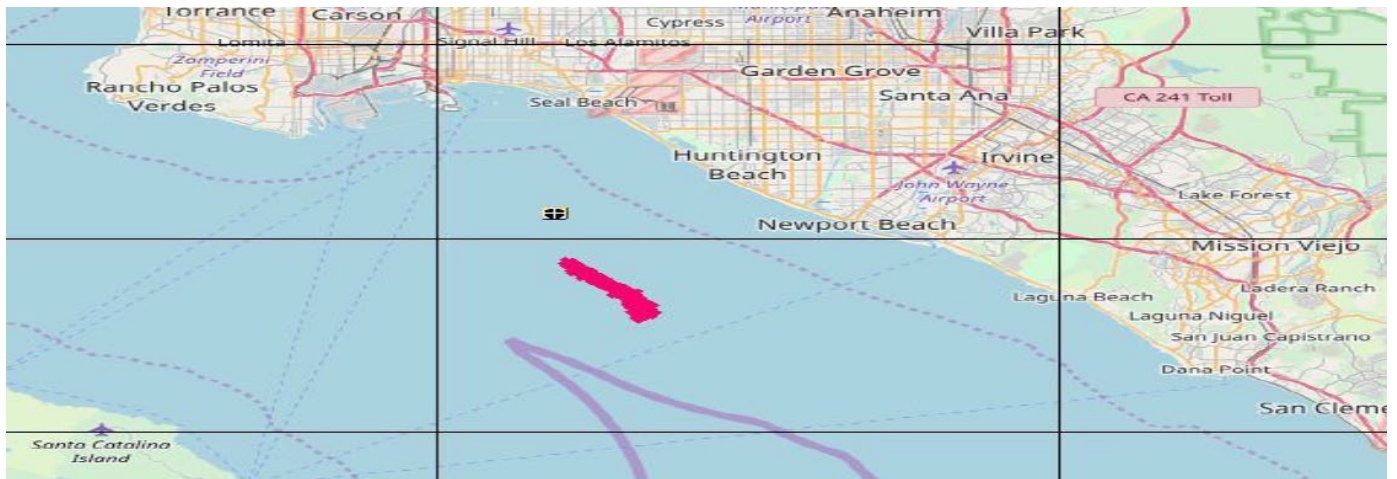 Torrance
Carson
Cypress
Airport
Anaheim
Villa Park
Lomita
Signal Hill
Los Alamitos
Zamperini
Field
Rancho Palos
Verdes
Garden Grove
Seal Beach
Santa Ana
CA 241 Toll
Huntington
Beach
Irvine
John Wayne
Airport
Lake Forest
Newport Beach
Mission Viejo
Laguna Beach
Ladera Ranch
Laguna Niguel
San Juan Capistrano
Dana Point
San Cleme
Santa Catalina
Island